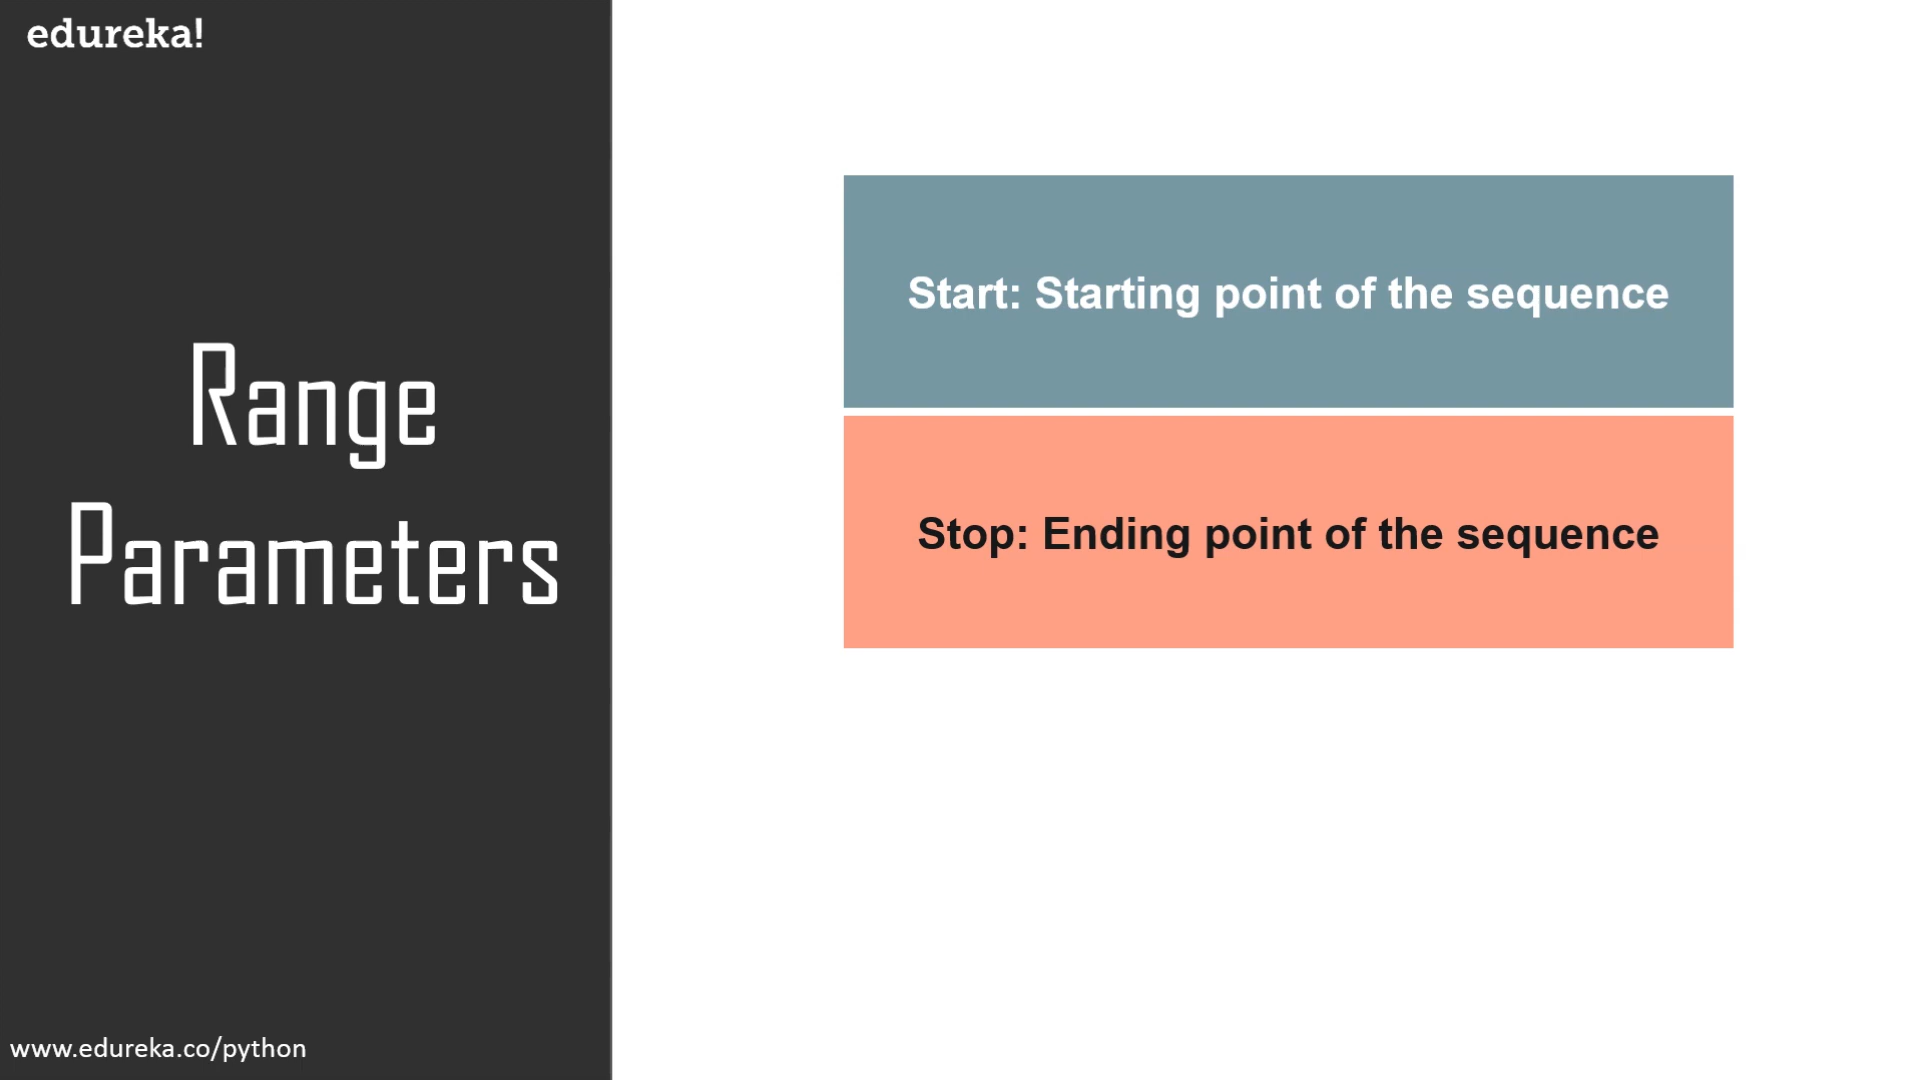 edureka!
Range
Parameters
Start: Starting point of the sequence
Stop: Ending point of the sequence
www.edureka.co/python